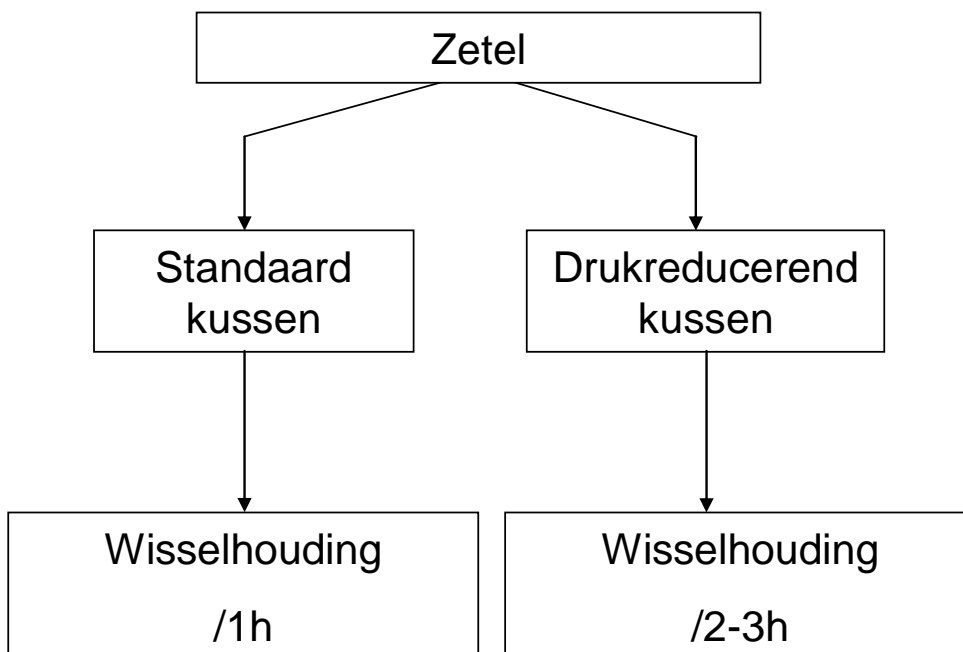 Zetel
Standaard
kussen
Drukreducerend
kussen
Wisselhouding
/1h
Wisselhouding
/2-3h